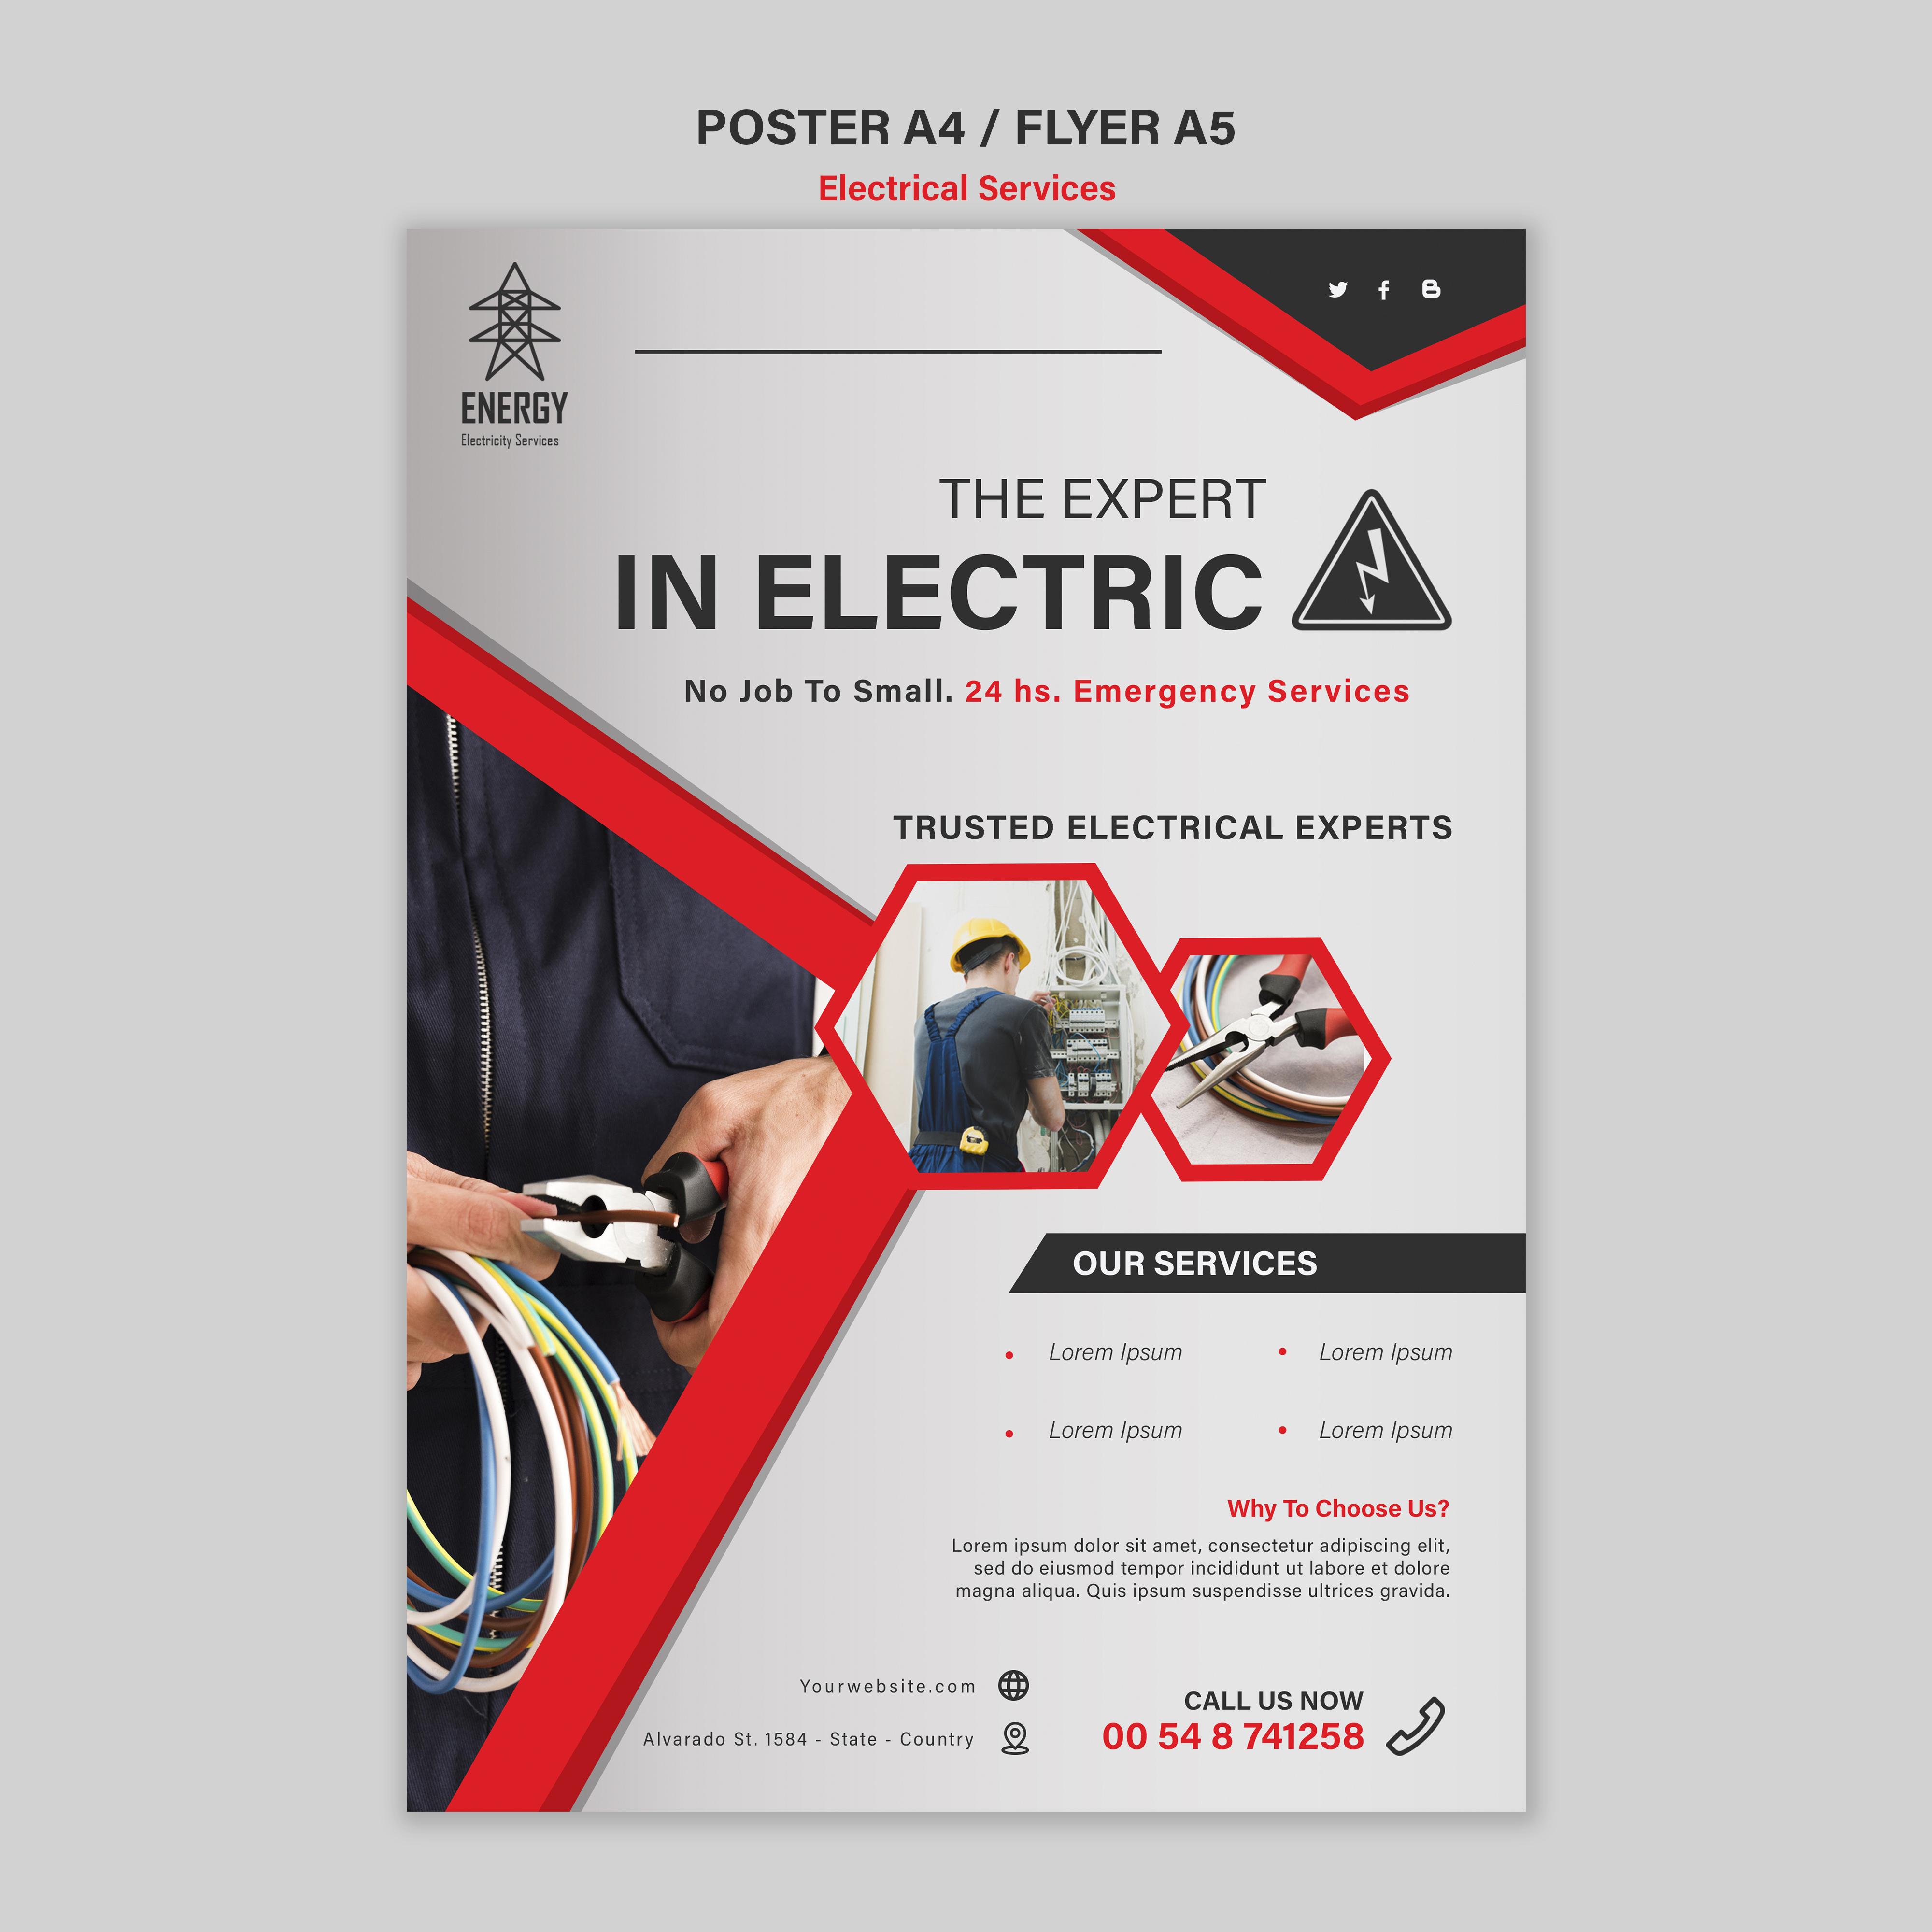 POSTER A4 / FLYER A5
Electrical Services
ENERGY
Electricity Services
THE EXPERT
IN ELECTRIC
No Job To Small. 24 hs. Emergency Services
TRUSTED ELECTRICAL EXPERTS
OUR SERVICES
Lorem Ipsum
Lorem Ipsum
Lorem Ipsum
Lorem Ipsum
Why To Choose Us?
Lorem ipsum dolor sit amet, consectetur adipiscing elit,
sed do eiusmod tempor incididunt ut labore et dolore
magna aliqua. Quis ipsum suspendisse ultrices gravida.
Yourwebsite.com
Alvarado St. 1584 - State - Country
CALL US NOW
00 54 8 741258